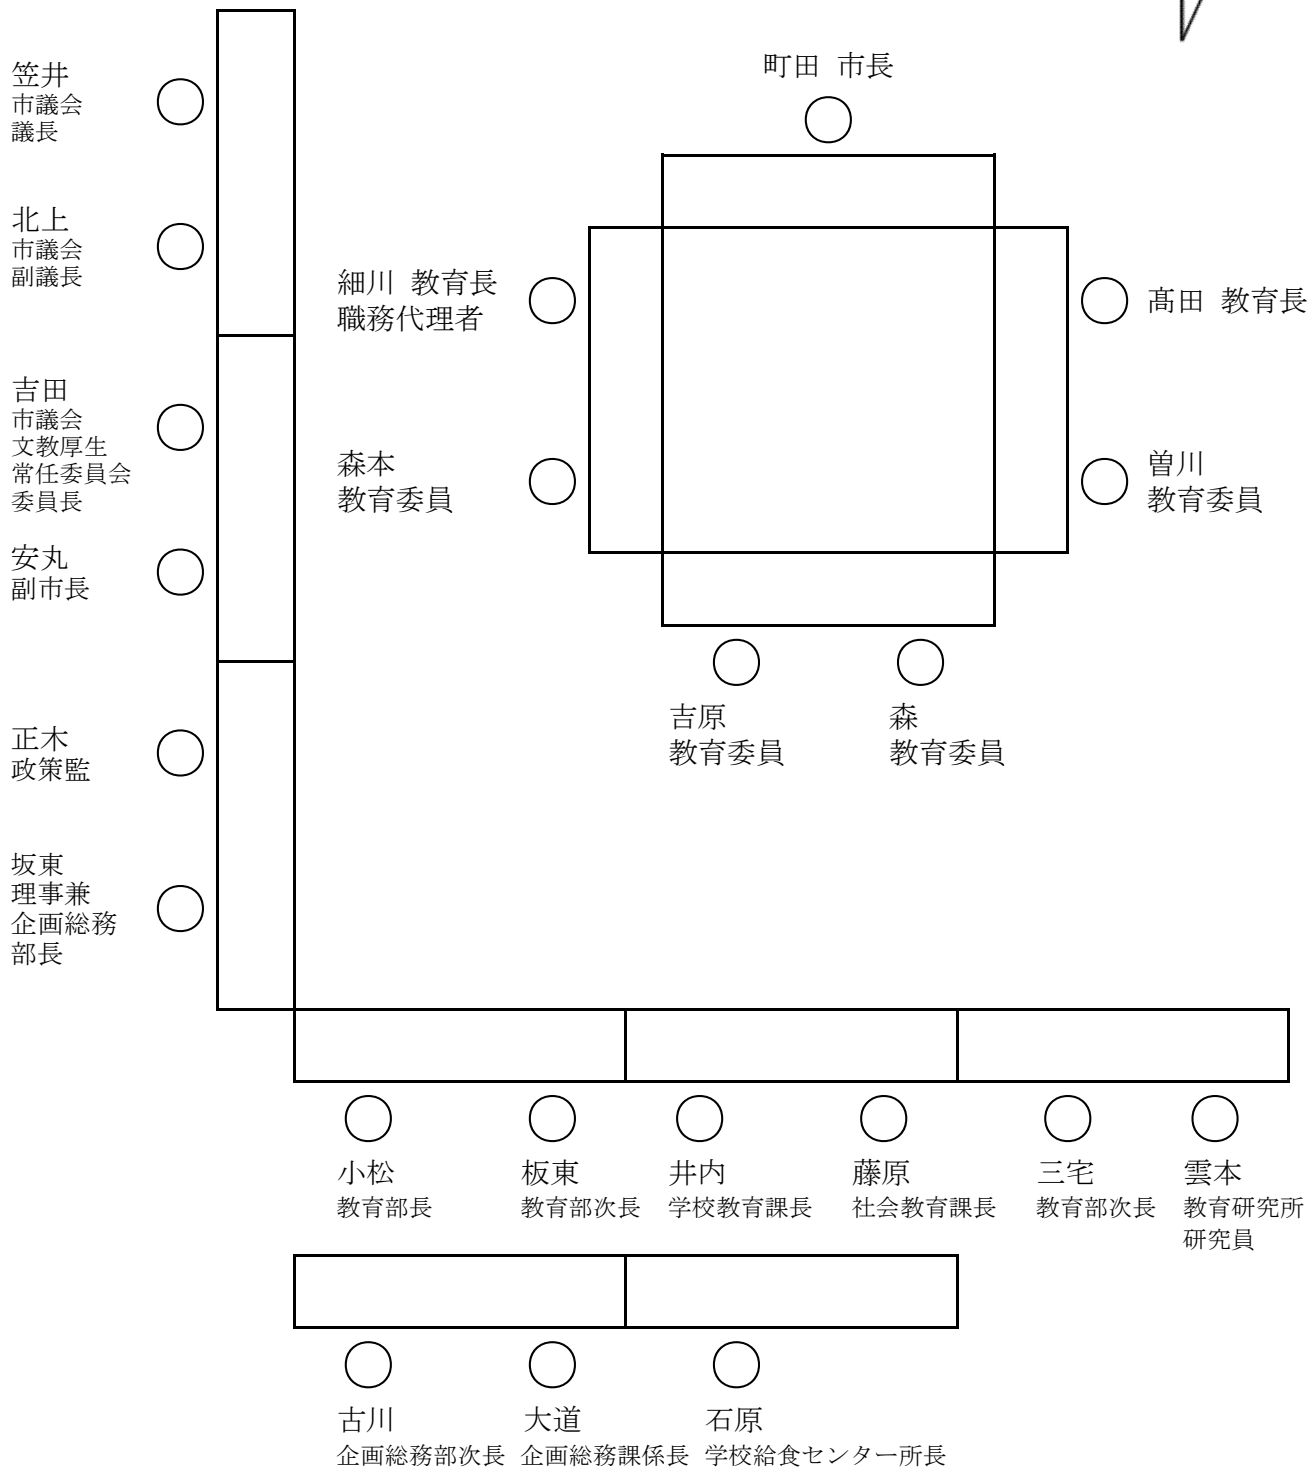 町田 市長
笠井
市議会
議長
北上
市議会
副議長
細川 教育長
職務代理者
髙田 教育長
吉田
市議会
文教厚生
常任委員会
委員長
森本
教育委員
曽川
教育委員
安丸
副市長
吉原
教育委員
森
教育委員
正木
政策監
坂東
理事兼
企画総務
部長
小松
教育部長
板東
教育部次長
井内
学校教育課長
藤原
社会教育課長
三宅
教育部次長
雲本
教育研究所
研究員
古川
企画総務部次長
大道
企画総務課係長
石原
学校給食センター所長